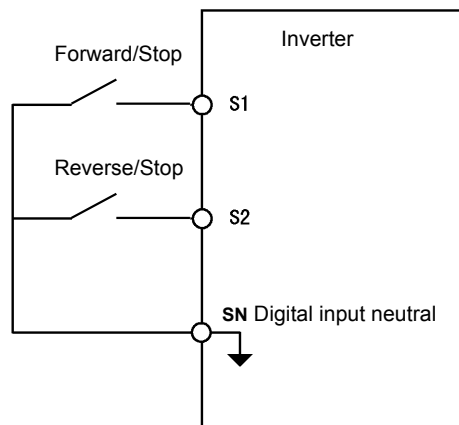 Inverter
Forward/Stop
S1
Reverse/Stop
S2
SN Digital input neutral